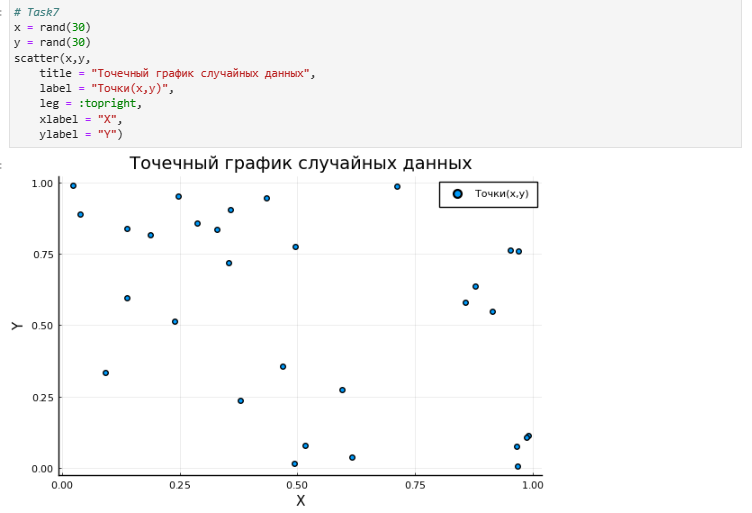 # Task7
x = rand(30)
y = rand(30)
scatter(x,y,
title = "Точечный график случайных данных",
label = "Точки(x,y)",
leg = :topright,
xlabel = "X",
ylabel = "Y")
Точечный график случайных данных
Точки(x,y)
1.00
0.75
0.50
0.25
0.00
Y
0.00 0.25 0.50 0.75 1.00
X